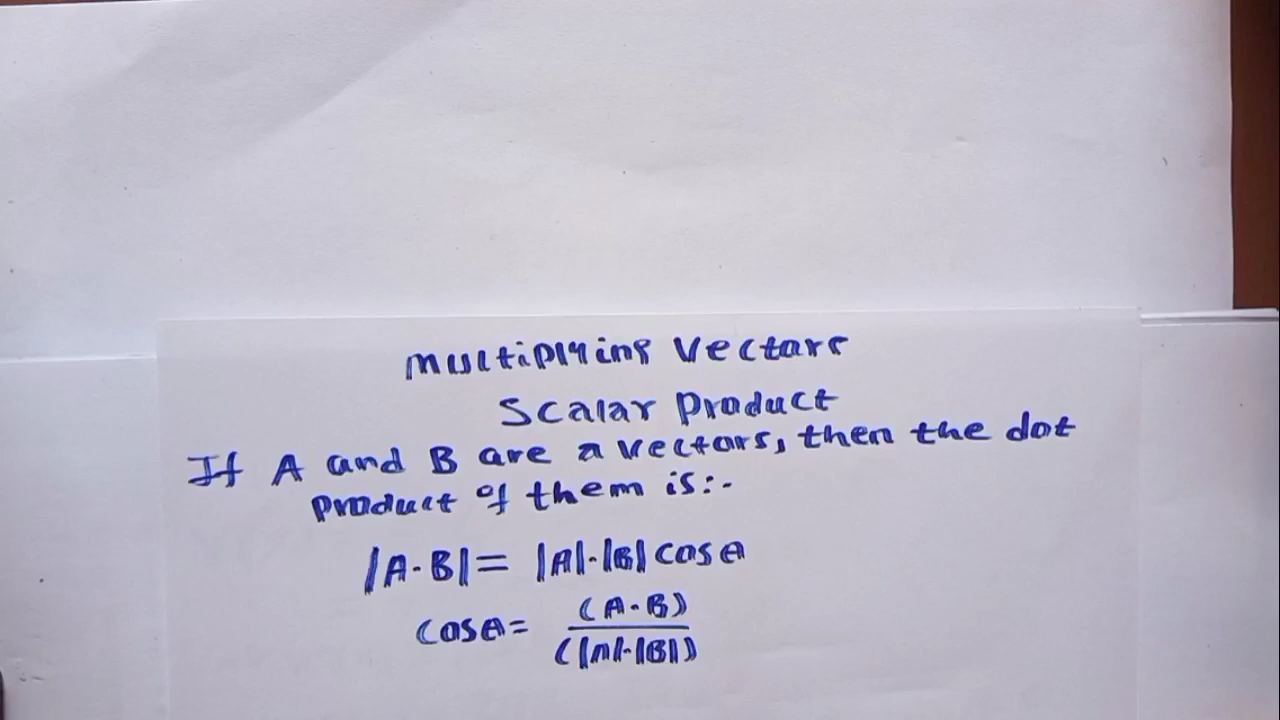 Multiplying Vectors
Scalar Product
If A and B are a vectors, then the dot
product of them is:-
|A·B|= |A|·|B| cosθ
cosθ= (A·B)
(|A|·|B|)